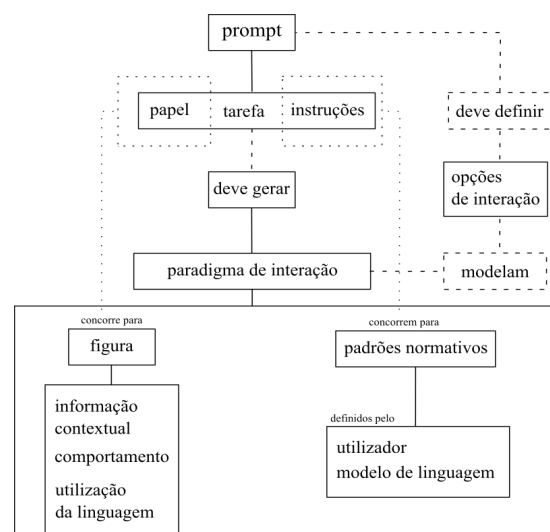 prompt
papel
tarefa
instruções
deve definir
deve gerar
opções
de interação
paradigma de interação
modelam
concorre para
figura
concorrem para
padrões normativos
informação
contextual
comportamento
utilização
da linguagem
definidos pelo
utilizador
modelo de linguagem